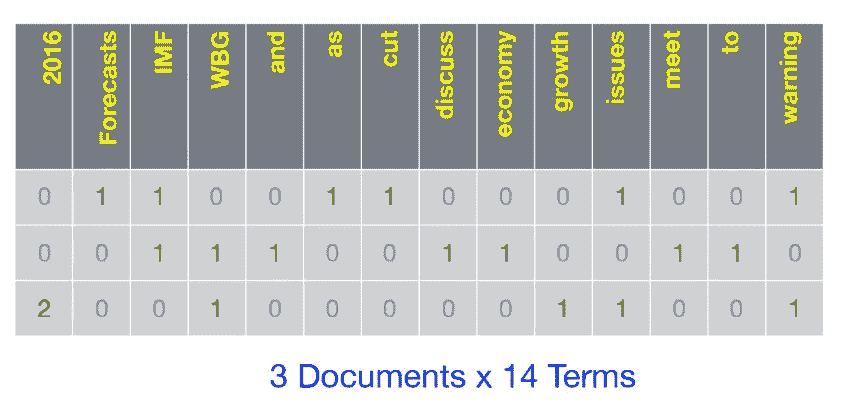 2016 Forecasts IMF WBG and as cut discuss economy growth issues meet to warning
0 1 1 0 0 1 1 0 0 0 1 0 0 1
0 0 1 1 1 0 0 1 1 0 0 1 1 0
2 0 0 1 0 0 0 0 0 1 1 0 0 1
3 Documents x 14 Terms